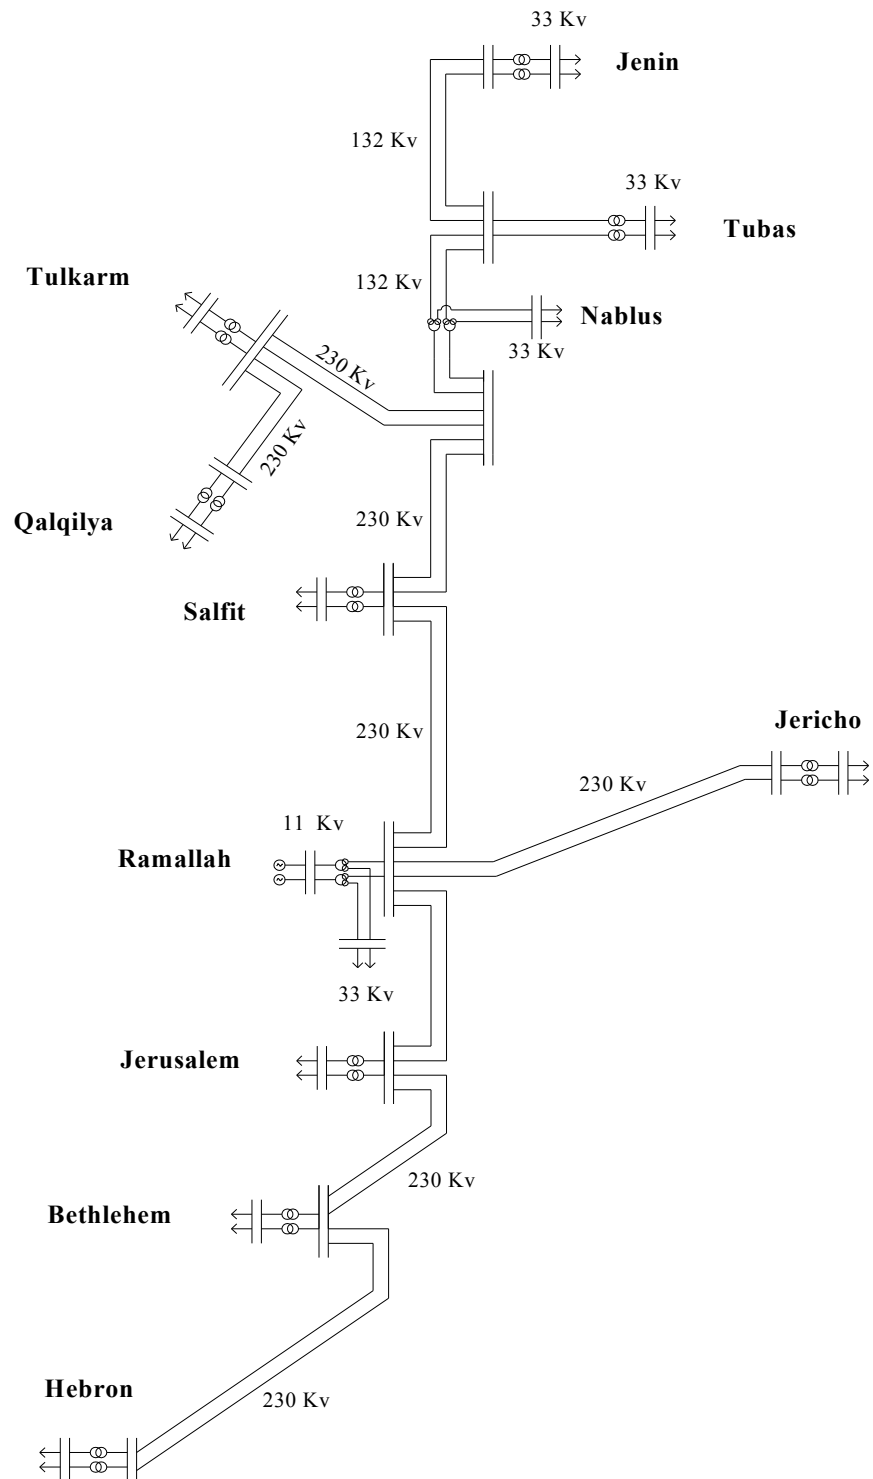 33 Kv
Jenin
132 Kv
33 Kv
Tubas
Tulkarm
132 Kv
Nablus
33 Kv
230 Kv
230 Kv
Qalqilya
230 Kv
Salfit
Jericho
230 Kv
230 Kv
11 Kv
Ramallah
33 Kv
Jerusalem
230 Kv
Bethlehem
Hebron
230 Kv